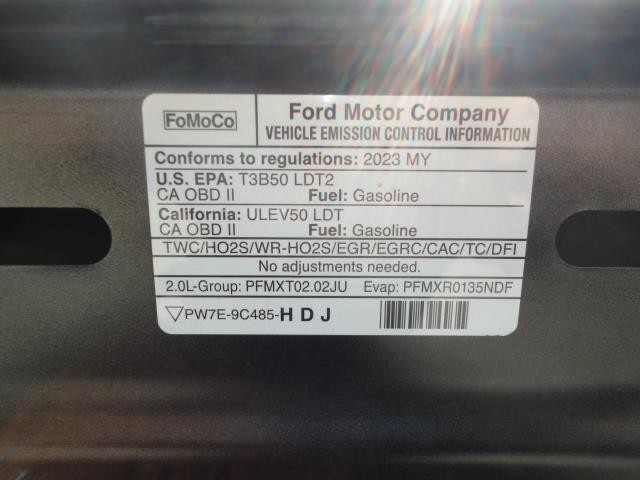 FoMoCo
Ford Motor Company
VEHICLE EMISSION CONTROL INFORMATION
Conforms to regulations: 2023 MY
U.S. EPA: T3B50 LDT2
CA OBD II Fuel: Gasoline
California: ULEV50 LDT
CA OBD II Fuel: Gasoline
TWC/HO2S/WR-HO2S/EGR/EGRC/CAC/TC/DFI
No adjustments needed.
2.0L-Group: PFMXT02.02JU Evap: PFMXR0135NDF
PW7E-9C485-H D J